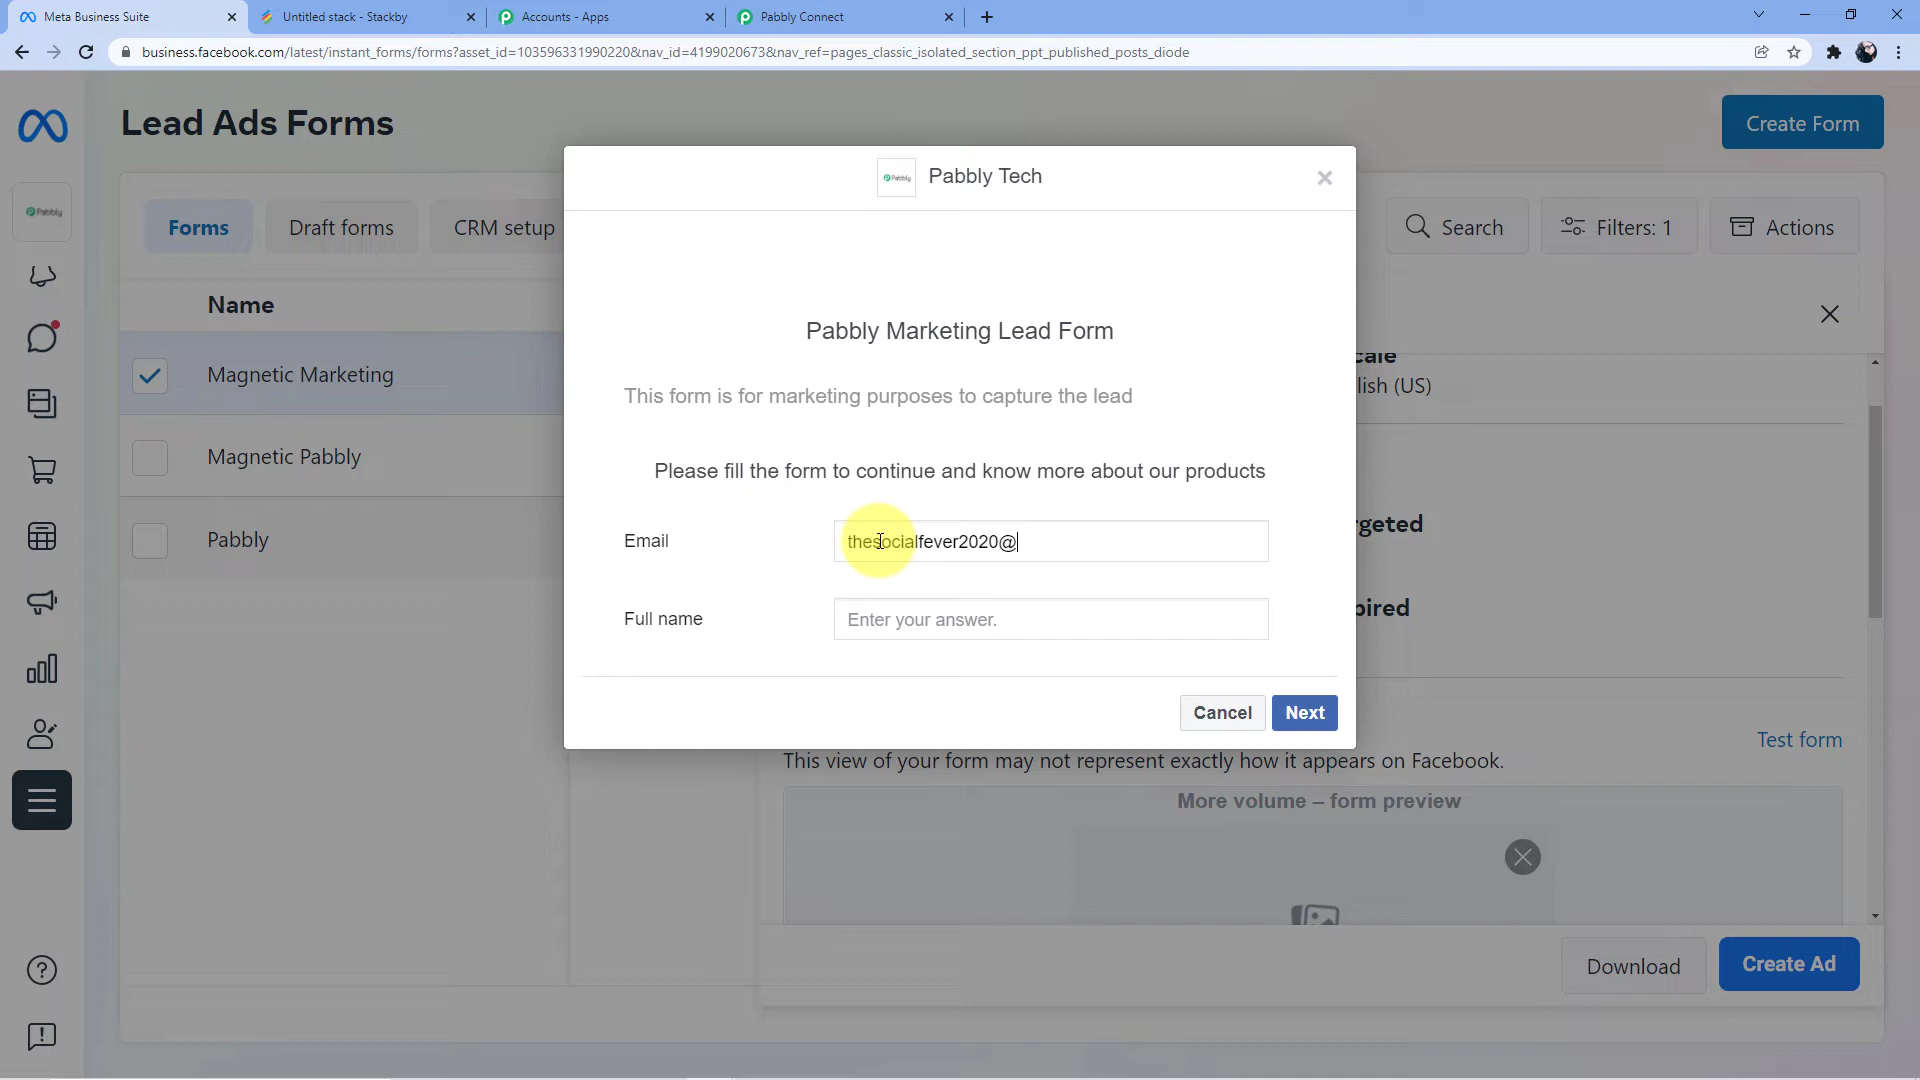 Meta Business Suite
Untitled stack - Stackby
Accounts - Apps
Pabbly Connect
business.facebook.com/latest/instant_forms/forms?asset_id=103596331990220&nav_id=4199020673&nav_ref=pages_classic_isolated_section_ppt_published_posts_diode
Lead Ads Forms
Create Form
Pabbly
Pabbly Tech
Pabbly
Forms
Draft forms
CRM setup
Search
Filters: 1
Actions
Name
Pabbly Marketing Lead Form
Magnetic Marketing
cale
lish (US)
This form is for marketing purposes to capture the lead
Magnetic Pabbly
Please fill the form to continue and know more about our products
rgeted
Pabbly
Email
thesocialfever2020@
Full name
Enter your answer.
pired
Cancel
Next
Test form
This view of your form may not represent exactly how it appears on Facebook.
More volume – form preview
Download
Create Ad